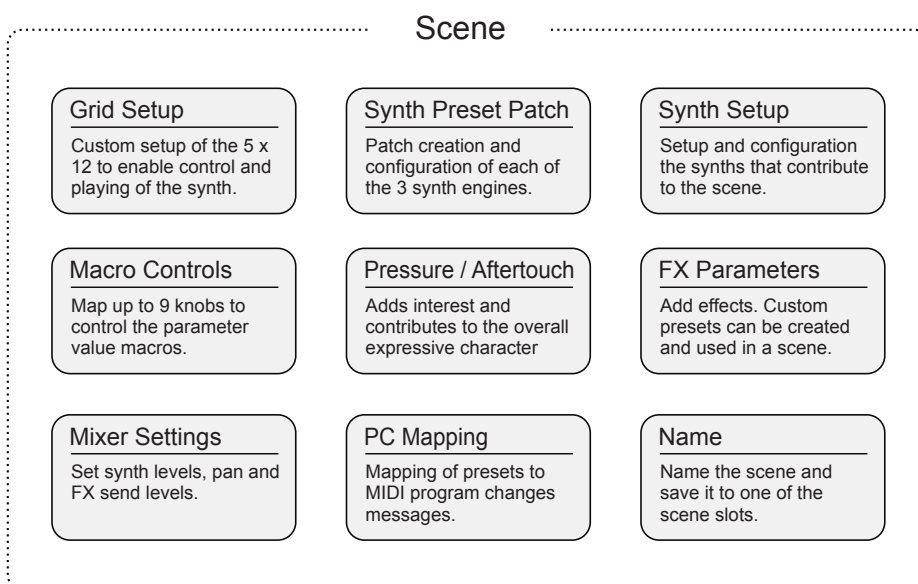 Scene
Grid Setup
Custom setup of the 5 x
12 to enable control and
playing of the synth.
Synth Preset Patch
Patch creation and
configuration of each of
the 3 synth engines.
Synth Setup
Setup and configuration
the synths that contribute
to the scene.
Macro Controls
Map up to 9 knobs to
control the parameter
value macros.
Pressure / Aftertouch
Adds interest and
contributes to the overall
expressive character
FX Parameters
Add effects. Custom
presets can be created
and used in a scene.
Mixer Settings
Set synth levels, pan and
FX send levels.
PC Mapping
Mapping of presets to
MIDI program changes
messages.
Name
Name the scene and
save it to one of the
scene slots.